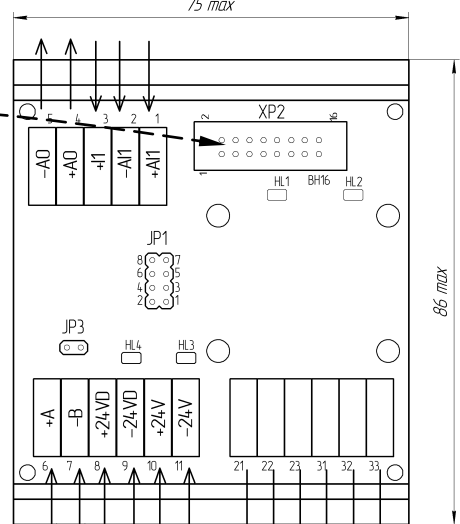 75 max
5 4 3 2 1
-A0 +A0 +I1 -AI1 +AI1
XP2
2 16
1 BH16
HL1 HL2
JP1
8 7
6 5
4 3
2 1
JP3
HL4 HL3
86 max
+A -B +24VD -24VD +24V -24V
6 7 8 9 10 11
21 22 23 31 32 33